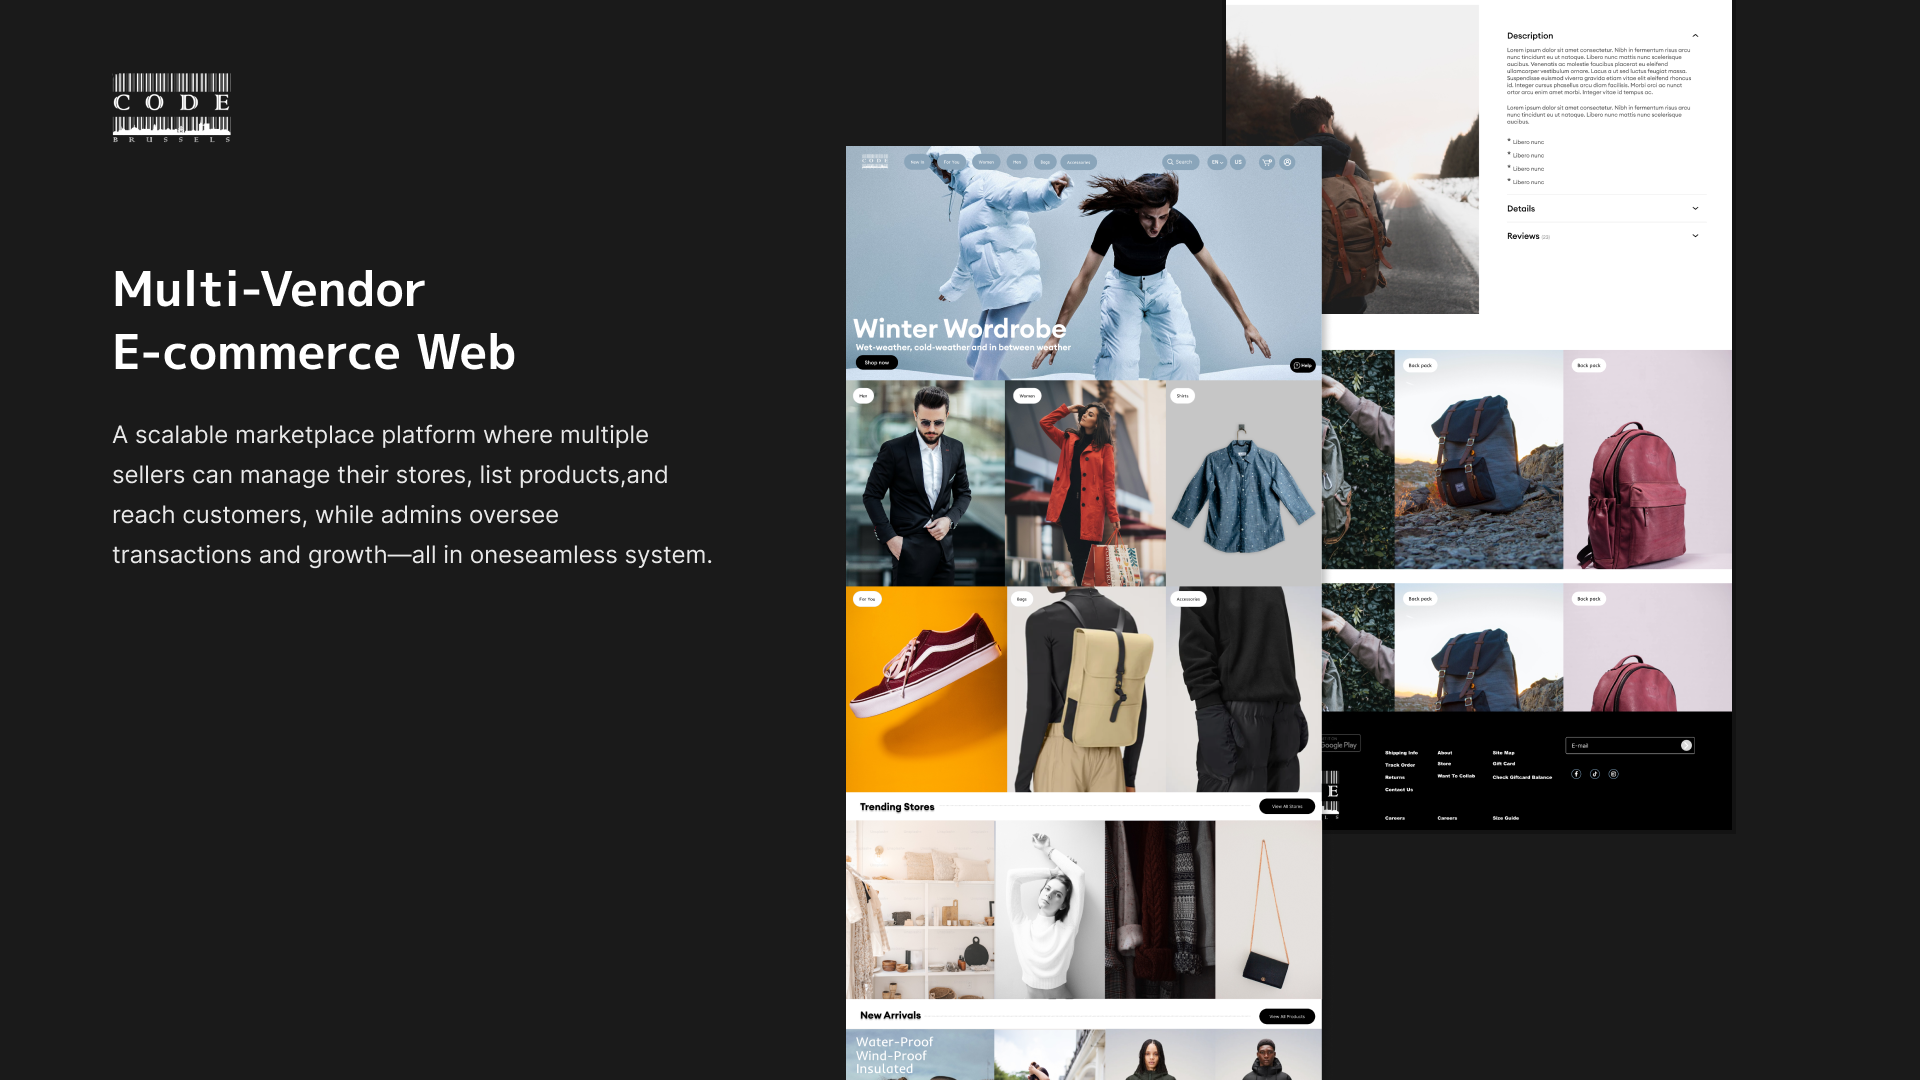 CODE
BRUSSELS
Multi-Vendor
E-commerce Web
A scalable marketplace platform where multiple
sellers can manage their stores, list products,and
reach customers, while admins oversee
transactions and growth—all in oneseamless system.
CODE
New In
For You
Women
Men
Bags
Accessories
Search
EN
US
Winter Wordrobe
Wet-weather, cold-weather and in between weather
Shop now
Help
Men
Women
Shirts
For You
Bags
Accessories
Trending Stores
View All Stores
New Arrivals
View All Products
Water-Proof
Wind-Proof
Insulated
Description
Lorem ipsum dolor sit amet consectetur. Nibh in fermentum risus arcu
nunc tincidunt eu ut natoque. Libero nunc mattis nunc scelerisque
aucibus. Venenatis ac molestie faucibus placerat eu eleifend
ullamcorper vestibulum ornare. Lacus a ut sed luctus feugiat massa.
Suspendisse euismod viverra gravida etiam vitae elit eleifend rhoncus
id. Integer cursus phasellus arcu diam facilisis. Morbi orci ac nunct
ortor arcu enim amet morbi. Integer vitae id tempus ac.
Lorem ipsum dolor sit amet consectetur. Nibh in fermentum risus arcu
nunc tincidunt eu ut natoque. Libero nunc mattis nunc scelerisque
aucibus.
* Libero nunc
* Libero nunc
* Libero nunc
* Libero nunc
Details
Reviews
Back pack
Back pack
Back pack
Back pack
Google Play
E
L S
Shipping Info
Track Order
Returns
Contact Us
Careers
About
Store
Want To Collab
Careers
Site Map
Gift Card
Check Giftcard Balance
Size Guide
E-mail